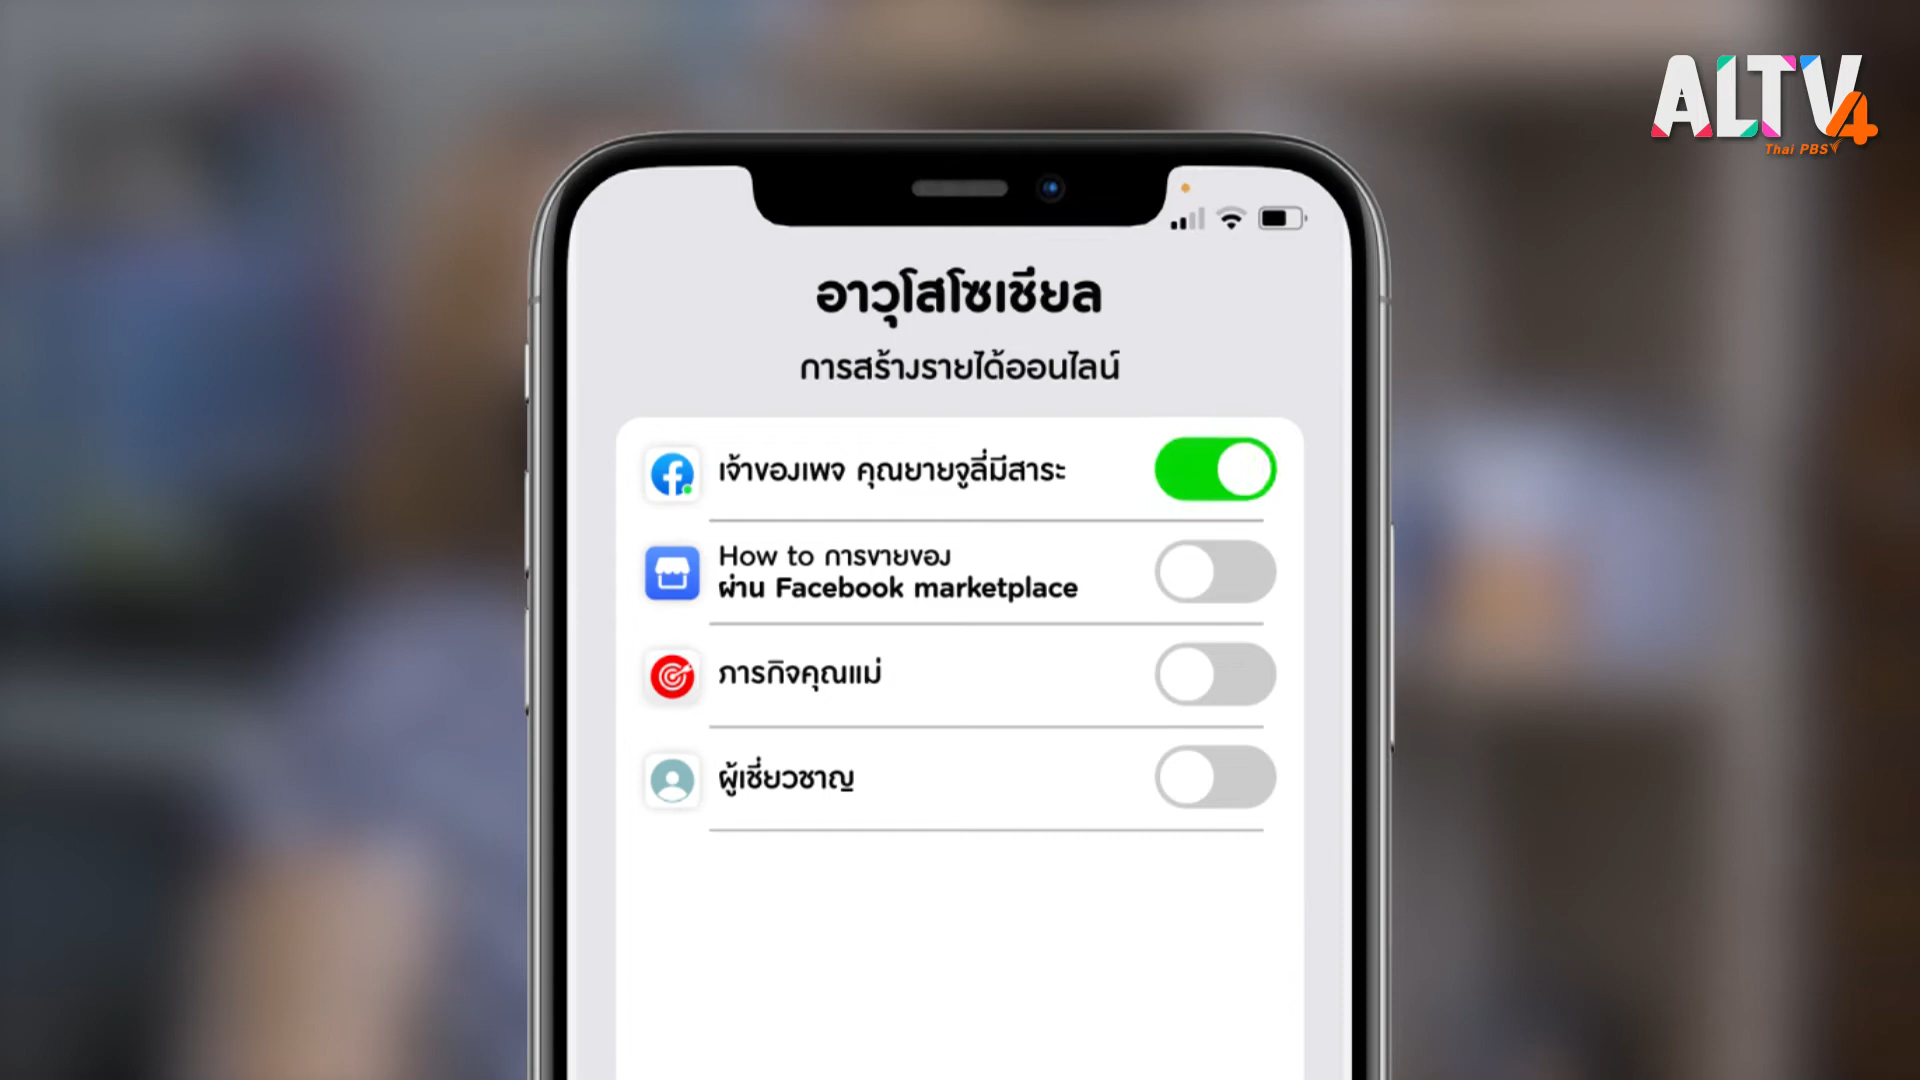 ALTV4
Thai PBS
อาวุโสโซเชียล
การสร้างรายได้ออนไลน์
เจ้าของเพจ คุณยายจูลี่มีสาระ
How to การขายของ
ผ่าน Facebook marketplace
ภารกิจคุณแม่
ผู้เชี่ยวชาญ